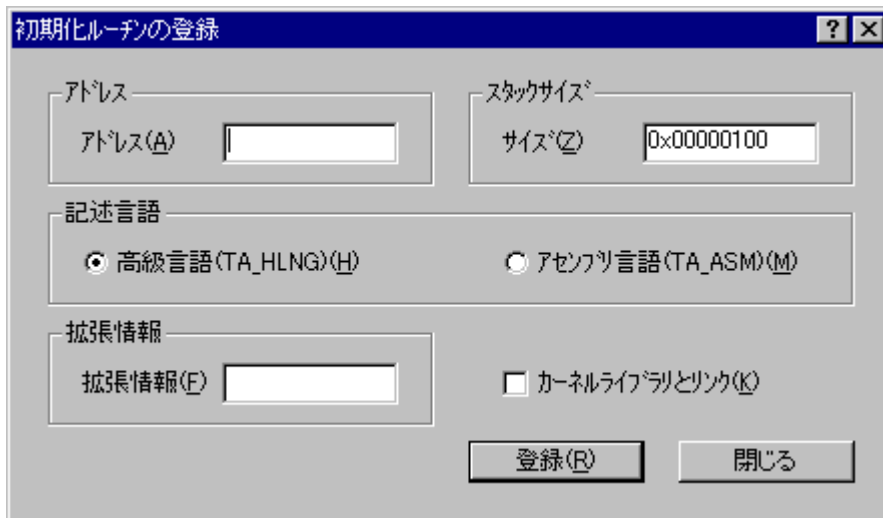 初期化ルーチンの登録
アドレス
アドレス(A)
スタックサイズ
サイズ(Z) 0x00000100
記述言語
高級言語(TA_HLNG)(H) アセンブリ言語(TA_ASM)(M)
拡張情報
拡張情報(F)
カーネルライブラリとリンク(K)
登録(R) 閉じる